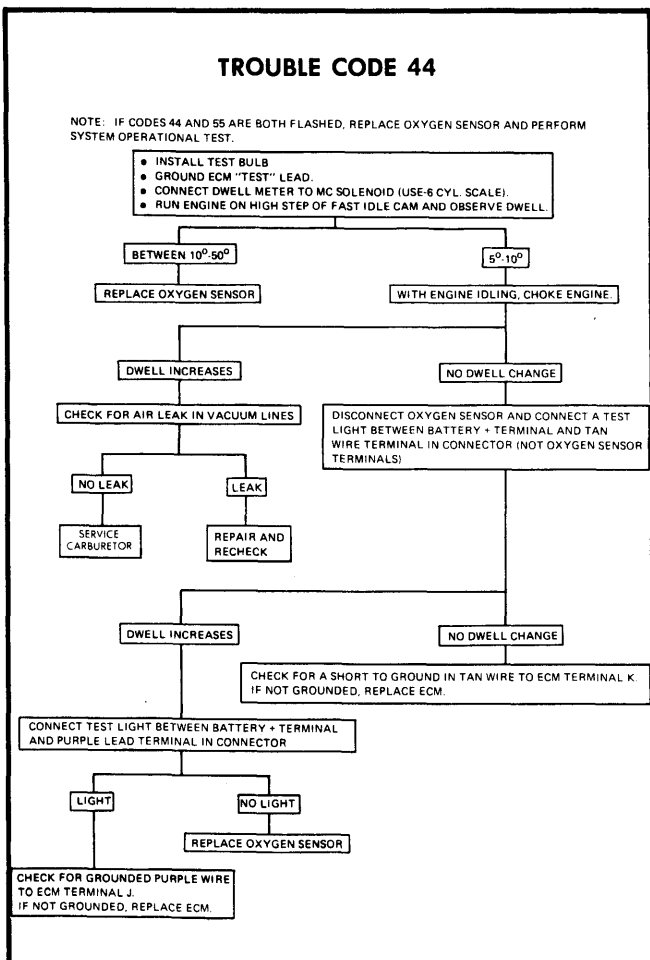 TROUBLE CODE 44
NOTE: IF CODES 44 AND 55 ARE BOTH FLASHED, REPLACE OXYGEN SENSOR AND PERFORM
SYSTEM OPERATIONAL TEST.
• INSTALL TEST BULB
• GROUND ECM "TEST" LEAD.
• CONNECT DWELL METER TO MC SOLENOID (USE-6 CYL. SCALE).
• RUN ENGINE ON HIGH STEP OF FAST IDLE CAM AND OBSERVE DWELL.
BETWEEN 10°-50°
5°-10°
REPLACE OXYGEN SENSOR
WITH ENGINE IDLING, CHOKE ENGINE.
DWELL INCREASES
NO DWELL CHANGE
CHECK FOR AIR LEAK IN VACUUM LINES
DISCONNECT OXYGEN SENSOR AND CONNECT A TEST
LIGHT BETWEEN BATTERY + TERMINAL AND TAN
WIRE TERMINAL IN CONNECTOR (NOT OXYGEN SENSOR
TERMINALS)
NO LEAK
LEAK
SERVICE
CARBURETOR
REPAIR AND
RECHECK
DWELL INCREASES
NO DWELL CHANGE
CHECK FOR A SHORT TO GROUND IN TAN WIRE TO ECM TERMINAL K.
IF NOT GROUNDED, REPLACE ECM.
CONNECT TEST LIGHT BETWEEN BATTERY + TERMINAL
AND PURPLE LEAD TERMINAL IN CONNECTOR
LIGHT
NO LIGHT
REPLACE OXYGEN SENSOR
CHECK FOR GROUNDED PURPLE WIRE
TO ECM TERMINAL J.
IF NOT GROUNDED, REPLACE ECM.